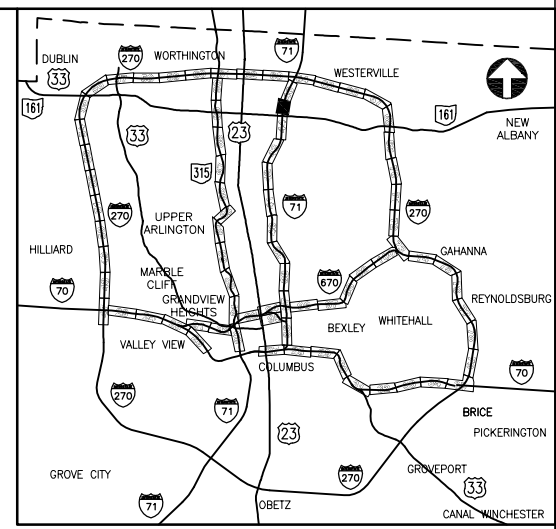 DUBLIN
33
270
WORTHINGTON
71
WESTERVILLE
161
33
315
23
161
NEW
ALBANY
270
UPPER
ARLINGTON
71
270
HILLIARD
70
MARBLE
CLIFF
GRANDVIEW
HEIGHTS
670
GAHANNA
REYNOLDSBURG
BEXLEY
WHITEHALL
VALLEY VIEW
COLUMBUS
70
270
71
23
BRICE
PICKERINGTON
GROVE CITY
270
GROVEPORT
33
71
OBETZ
CANAL WINCHESTER